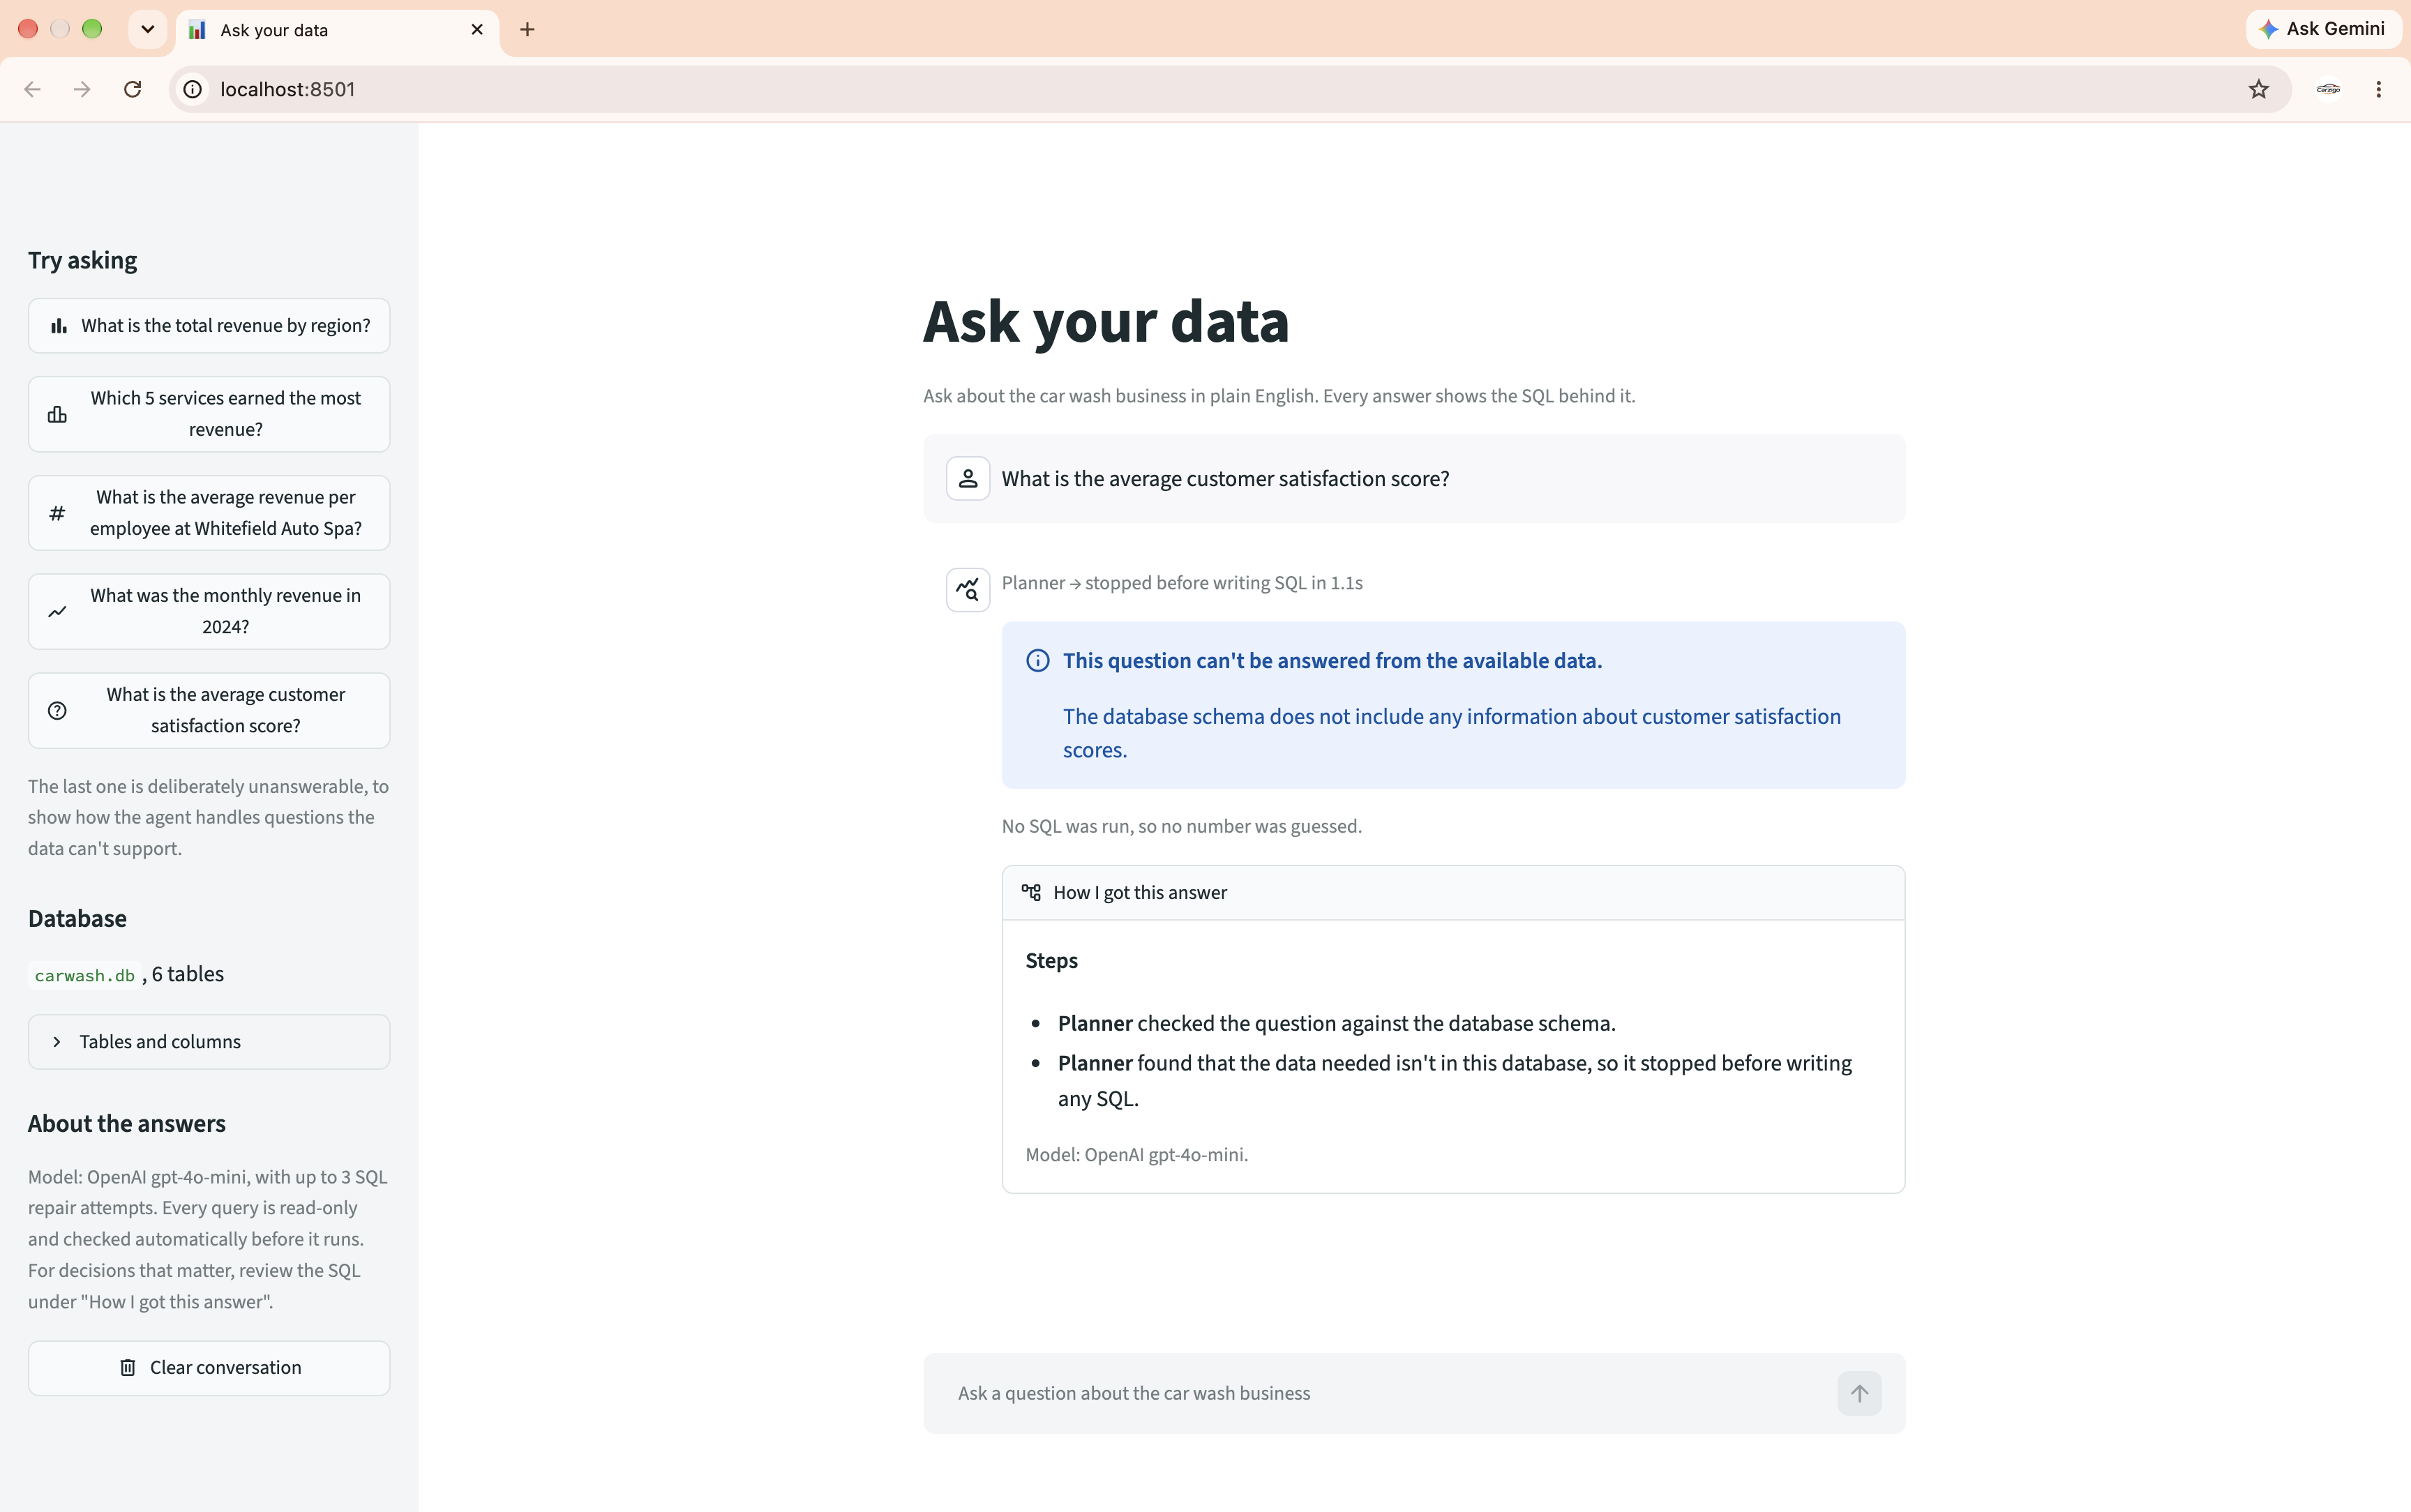 Ask your data
Ask Gemini
localhost:8501
Try asking
What is the total revenue by region?
Which 5 services earned the most
revenue?
What is the average revenue per
employee at Whitefield Auto Spa?
What was the monthly revenue in
2024?
What is the average customer
satisfaction score?
The last one is deliberately unanswerable, to
show how the agent handles questions the
data can't support.
Database
carwash.db , 6 tables
Tables and columns
About the answers
Model: OpenAI gpt-4o-mini, with up to 3 SQL
repair attempts. Every query is read-only
and checked automatically before it runs.
For decisions that matter, review the SQL
under "How I got this answer".
Clear conversation
Ask your data
Ask about the car wash business in plain English. Every answer shows the SQL behind it.
What is the average customer satisfaction score?
Planner → stopped before writing SQL in 1.1s
This question can't be answered from the available data.
The database schema does not include any information about customer satisfaction
scores.
No SQL was run, so no number was guessed.
How I got this answer
Steps
• Planner checked the question against the database schema.
• Planner found that the data needed isn't in this database, so it stopped before writing
any SQL.
Model: OpenAI gpt-4o-mini.
Ask a question about the car wash business